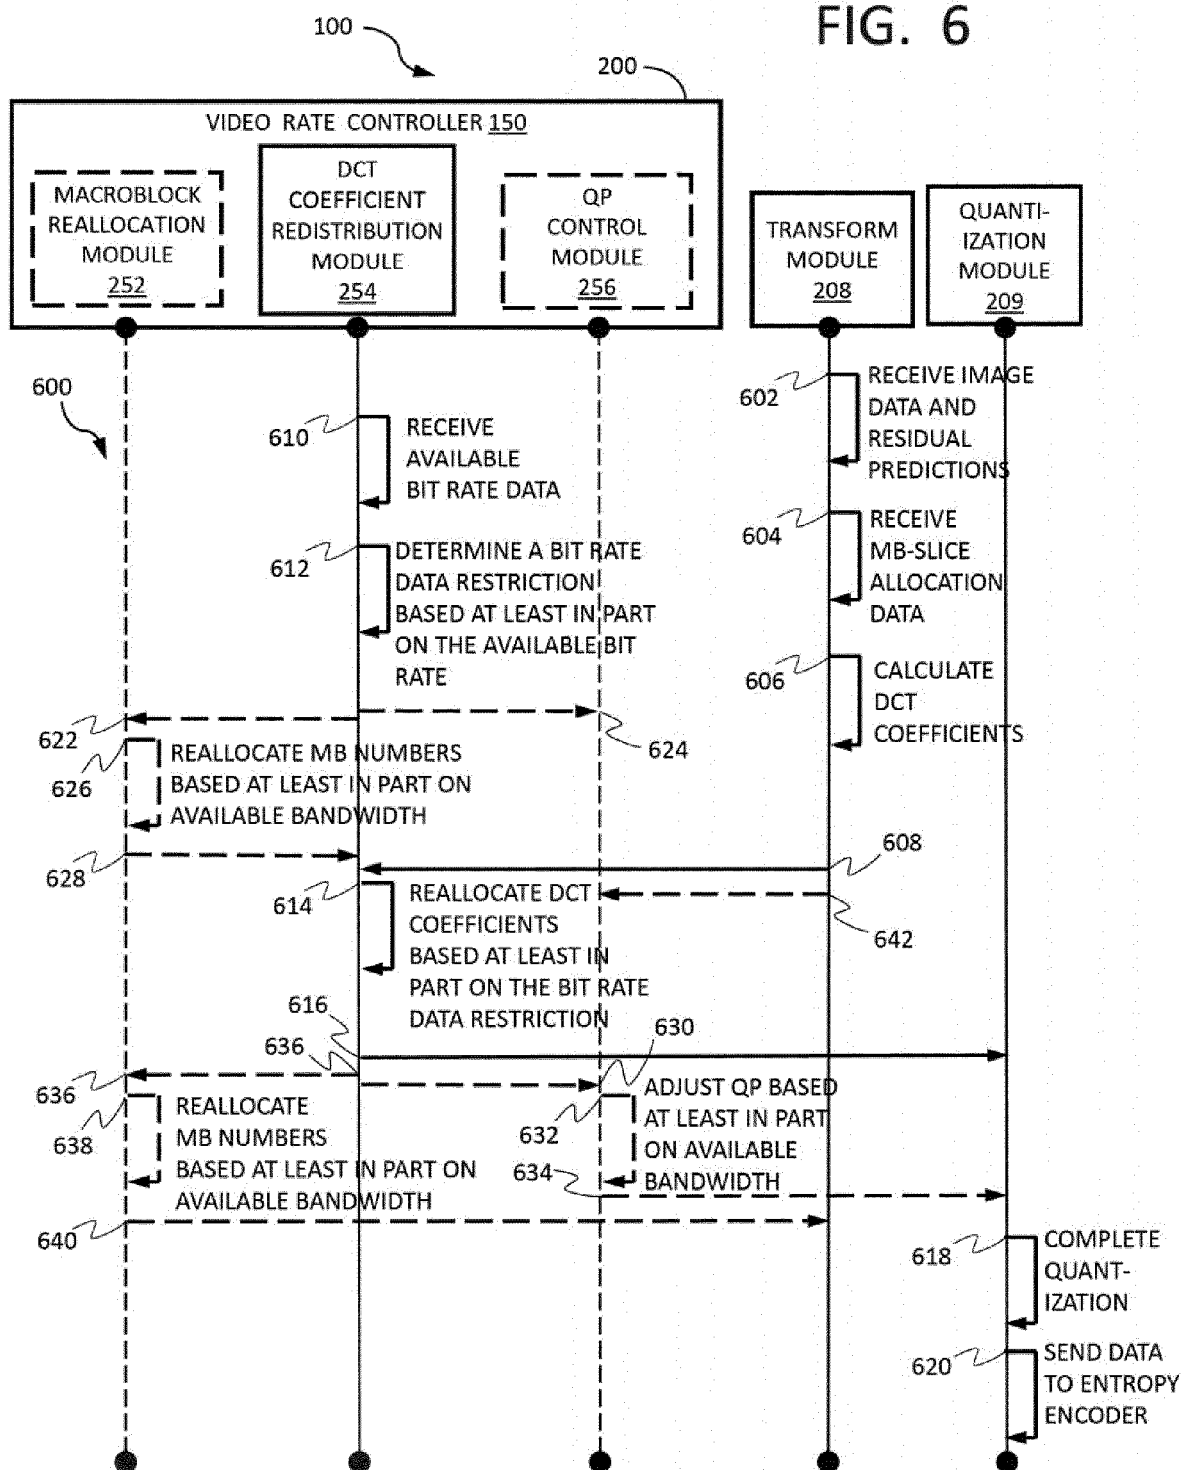 FIG. 6
100
200
VIDEO RATE CONTROLLER 150
MACROBLOCK
REALLOCATION
MODULE
252
DCT
COEFFICIENT
REDISTRIBUTION
MODULE
254
QP
CONTROL
MODULE
256
TRANSFORM
MODULE
208
QUANTI-
IZATION
MODULE
209
600
602
RECEIVE IMAGE
DATA AND
RESIDUAL
PREDICTIONS
610
RECEIVE
AVAILABLE
BIT RATE DATA
604
RECEIVE
MB-SLICE
ALLOCATION
DATA
612
DETERMINE A BIT RATE
DATA RESTRICTION
BASED AT LEAST IN PART
ON THE AVAILABLE BIT
RATE
606
CALCULATE
DCT
COEFFICIENTS
622
624
626
REALLOCATE MB NUMBERS
BASED AT LEAST IN PART ON
AVAILABLE BANDWIDTH
628
608
614
REALLOCATE DCT
COEFFICIENTS
BASED AT LEAST IN
PART ON THE BIT RATE
DATA RESTRICTION
642
616
636
630
636
638
REALLOCATE
MB NUMBERS
BASED AT LEAST IN PART ON
AVAILABLE BANDWIDTH
632
ADJUST QP BASED
AT LEAST IN PART
ON AVAILABLE
BANDWIDTH
634
640
618
COMPLETE
QUANT-
IZATION
620
SEND DATA
TO ENTROPY
ENCODER